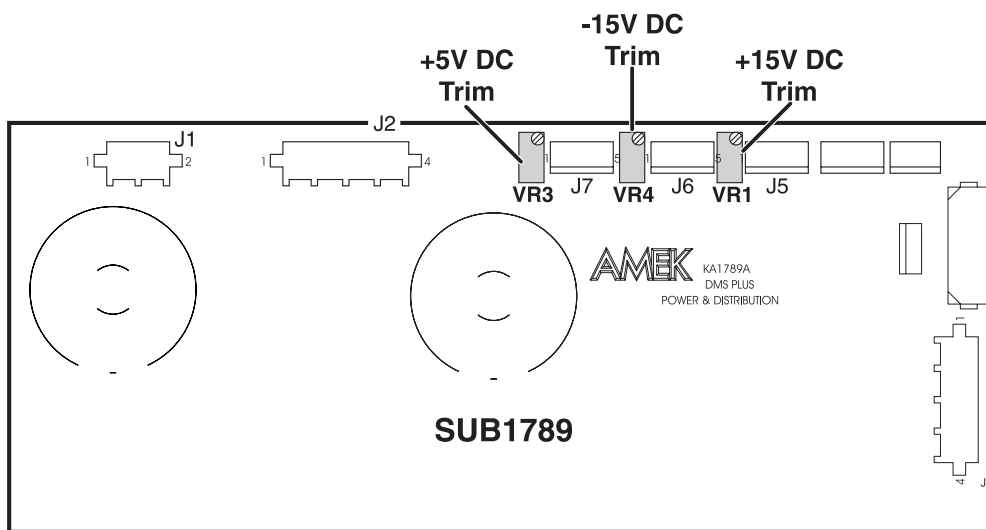 -15V DC
Trim
+5V DC
Trim
+15V DC
Trim
J1
J2
1
2
1
4
1
5
1
5
1
VR3
J7
VR4
J6
VR1
J5
AMEK
KA1789A
DMS PLUS
POWER & DISTRIBUTION
SUB1789
1
4
J